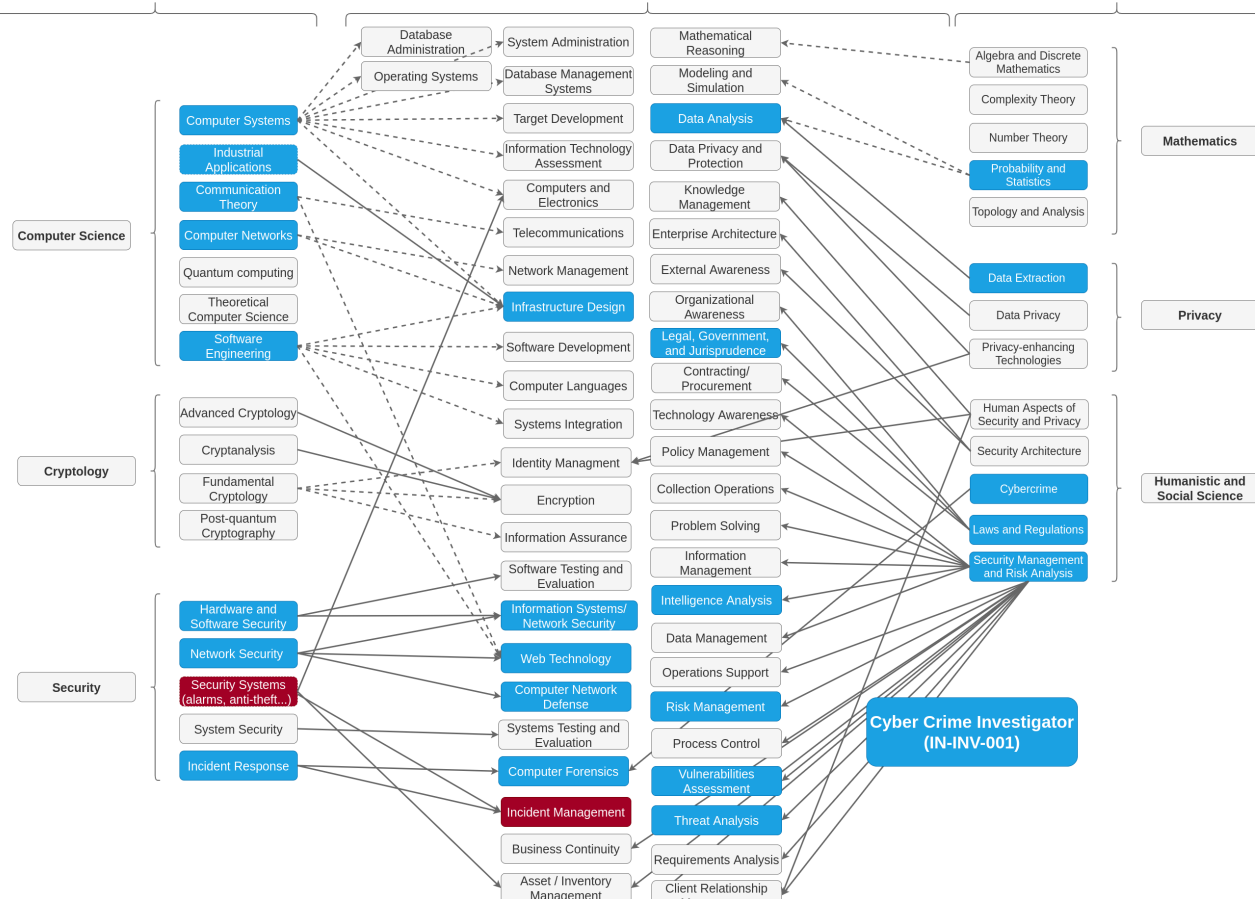 Computer Science
Cryptology
Security
Computer Systems
Industrial
Applications
Communication
Theory
Computer Networks
Quantum computing
Theoretical
Computer Science
Software
Engineering
Advanced Cryptology
Cryptanalysis
Fundamental
Cryptology
Post-quantum
Cryptography
Hardware and
Software Security
Network Security
Security Systems
(alarms, anti-theft...)
System Security
Incident Response
Database
Administration
Operating Systems
System Administration
Database Management
Systems
Target Development
Information Technology
Assessment
Computers and
Electronics
Telecommunications
Network Management
Infrastructure Design
Software Development
Computer Languages
Systems Integration
Identity Managment
Encryption
Information Assurance
Software Testing and
Evaluation
Information Systems/
Network Security
Web Technology
Computer Network
Defense
Systems Testing and
Evaluation
Computer Forensics
Incident Management
Business Continuity
Asset / Inventory
Management
Mathematical
Reasoning
Modeling and
Simulation
Data Analysis
Data Privacy and
Protection
Knowledge
Management
Enterprise Architecture
External Awareness
Organizational
Awareness
Legal, Government,
and Jurisprudence
Contracting/
Procurement
Technology Awareness
Policy Management
Collection Operations
Problem Solving
Information
Management
Intelligence Analysis
Data Management
Operations Support
Risk Management
Process Control
Vulnerabilities
Assessment
Threat Analysis
Requirements Analysis
Client Relationship
Algebra and Discrete
Mathematics
Complexity Theory
Number Theory
Probability and
Statistics
Topology and Analysis
Data Extraction
Data Privacy
Privacy-enhancing
Technologies
Human Aspects of
Security and Privacy
Security Architecture
Cybercrime
Laws and Regulations
Security Management
and Risk Analysis
Cyber Crime Investigator
(IN-INV-001)
Mathematics
Privacy
Humanistic and
Social Science